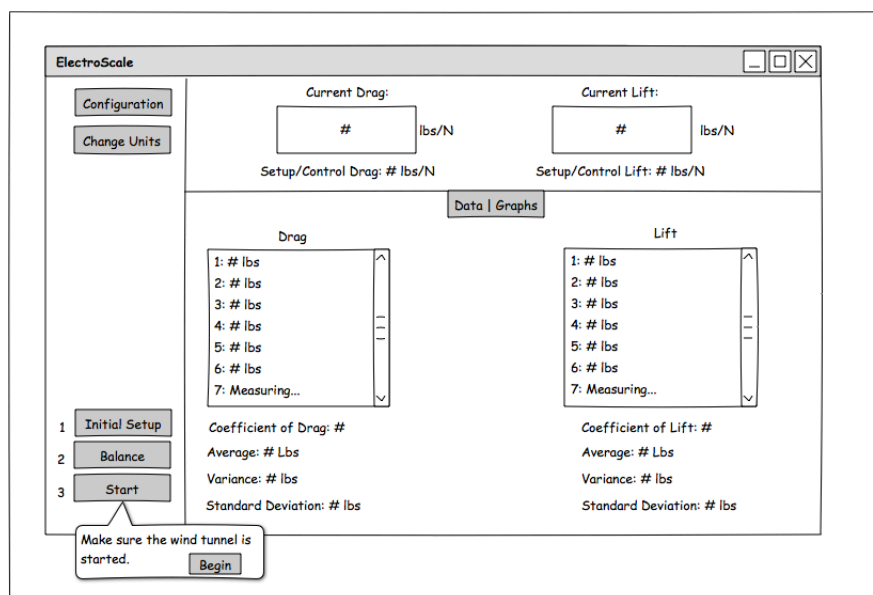 ElectroScale
Configuration
Change Units
Current Drag:
# lbs/N
Setup/Control Drag: # lbs/N
Current Lift:
# lbs/N
Setup/Control Lift: # lbs/N
Data | Graphs
Drag
1: # lbs
2: # lbs
3: # lbs
4: # lbs
5: # lbs
6: # lbs
7: Measuring...
Coefficient of Drag: #
Average: # Lbs
Variance: # lbs
Standard Deviation: # lbs
Lift
1: # lbs
2: # lbs
3: # lbs
4: # lbs
5: # lbs
6: # lbs
7: Measuring...
Coefficient of Lift: #
Average: # Lbs
Variance: # lbs
Standard Deviation: # lbs
1 Initial Setup
2 Balance
3 Start
Make sure the wind tunnel is
started.
Begin